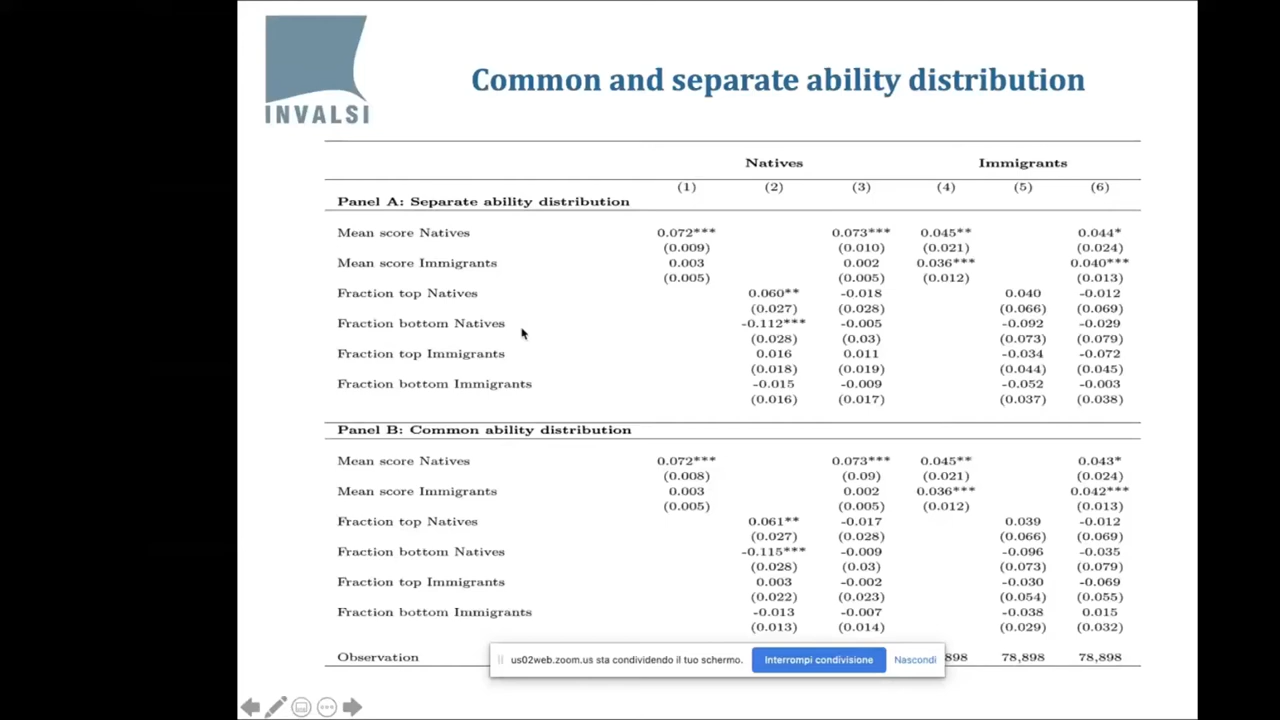 INVALSI
Common and separate ability distribution
Natives Immigrants
(1) (2) (3) (4) (5) (6)
Panel A: Separate ability distribution
Mean score Natives 0.072*** 0.073*** 0.045** 0.044*
(0.009) (0.010) (0.021) (0.024)
Mean score Immigrants 0.003 0.002 0.036*** 0.040***
(0.005) (0.005) (0.012) (0.013)
Fraction top Natives 0.060** -0.018 0.040 -0.012
(0.027) (0.028) (0.066) (0.069)
Fraction bottom Natives -0.112*** -0.005 -0.092 -0.029
(0.028) (0.03) (0.073) (0.079)
Fraction top Immigrants 0.016 0.011 -0.034 -0.072
(0.018) (0.019) (0.044) (0.045)
Fraction bottom Immigrants -0.015 -0.009 -0.052 -0.003
(0.016) (0.017) (0.037) (0.038)
Panel B: Common ability distribution
Mean score Natives 0.072*** 0.073*** 0.045** 0.043*
(0.008) (0.09) (0.021) (0.024)
Mean score Immigrants 0.003 0.002 0.036*** 0.042***
(0.005) (0.005) (0.012) (0.013)
Fraction top Natives 0.061** -0.017 0.039 -0.012
(0.027) (0.028) (0.066) (0.069)
Fraction bottom Natives -0.115*** -0.009 -0.096 -0.035
(0.028) (0.03) (0.073) (0.079)
Fraction top Immigrants 0.003 -0.002 -0.030 -0.069
(0.022) (0.023) (0.054) (0.055)
Fraction bottom Immigrants -0.013 -0.007 -0.038 0.015
(0.013) (0.014) (0.029) (0.032)
Observation 898 78,898 78,898
us02web.zoom.us sta condividendo il tuo schermo. Interrompi condivisione Nascondi